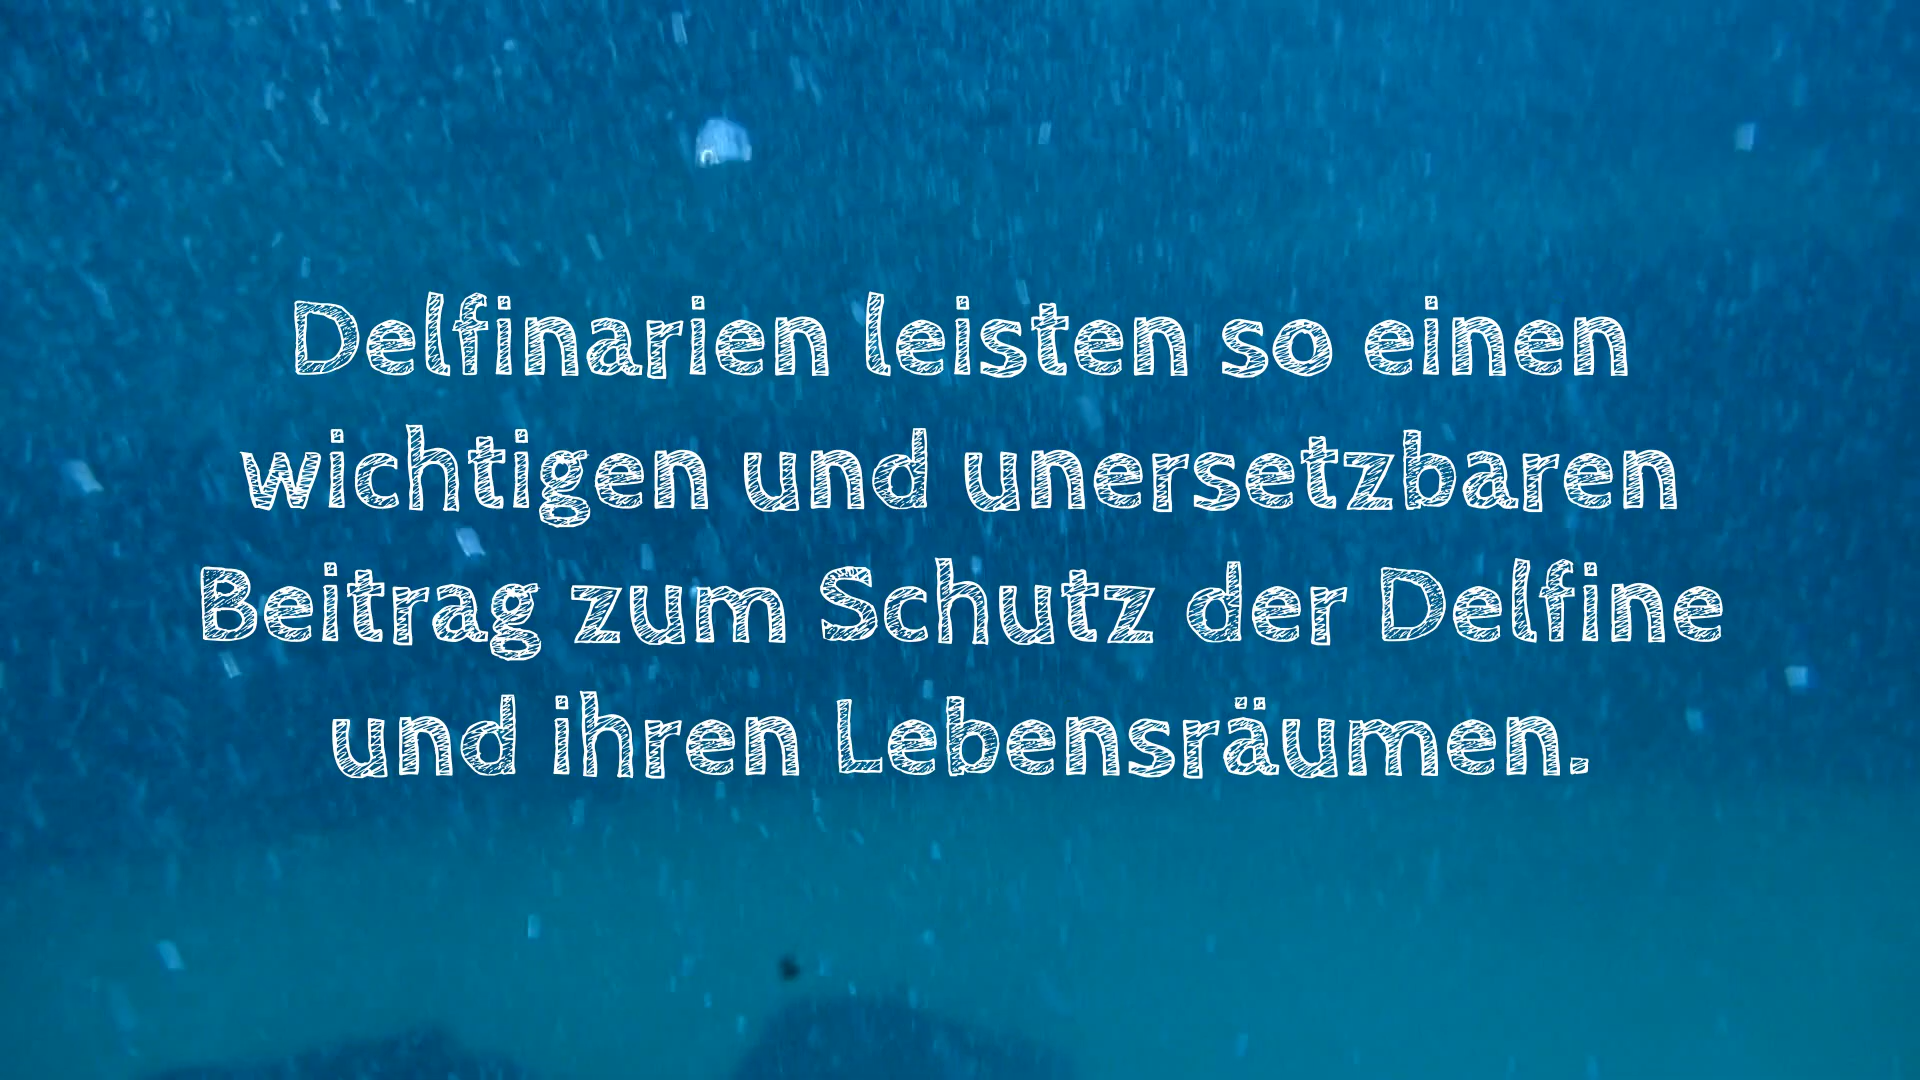 Delfinarien leisten so einen
wichtigen und unersetzbaren
Beitrag zum Schutz der Delfine
und ihren Lebensräumen.